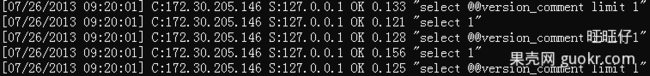 [07/26/2013 09:20:01] C:172.30.205.146 S:127.0.0.1 OK 0.133 "select @@version_comment limit 1"
[07/26/2013 09:20:01] C:172.30.205.146 S:127.0.0.1 OK 0.121 "select 1"
[07/26/2013 09:20:01] C:172.30.205.146 S:127.0.0.1 OK 0.128 "select @@version_comment limit 1"
旺旺仔1
[07/26/2013 09:20:01] C:172.30.205.146 S:127.0.0.1 OK 0.156 "select 1"
果壳网 guokr.com
[07/26/2013 09:20:01] C:172.30.205.146 S:127.0.0.1 OK 0.125 "select @@version_comment limit 1"